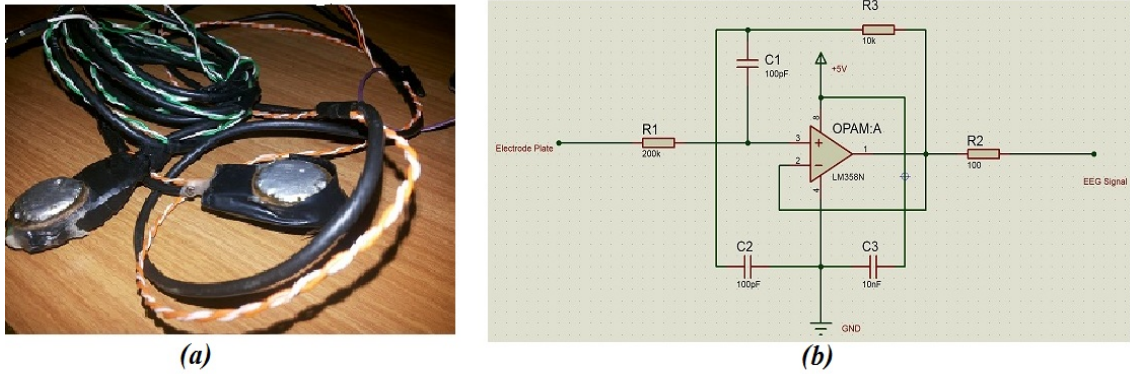 R3
10k
C1
100pF
+5V
8
OPAM:A
R1
3
1
R2
Electrode Plate
200k
2
LM358N
100
EEG Signal
4
C2
C3
100pF
10nF
GND
(a)
(b)